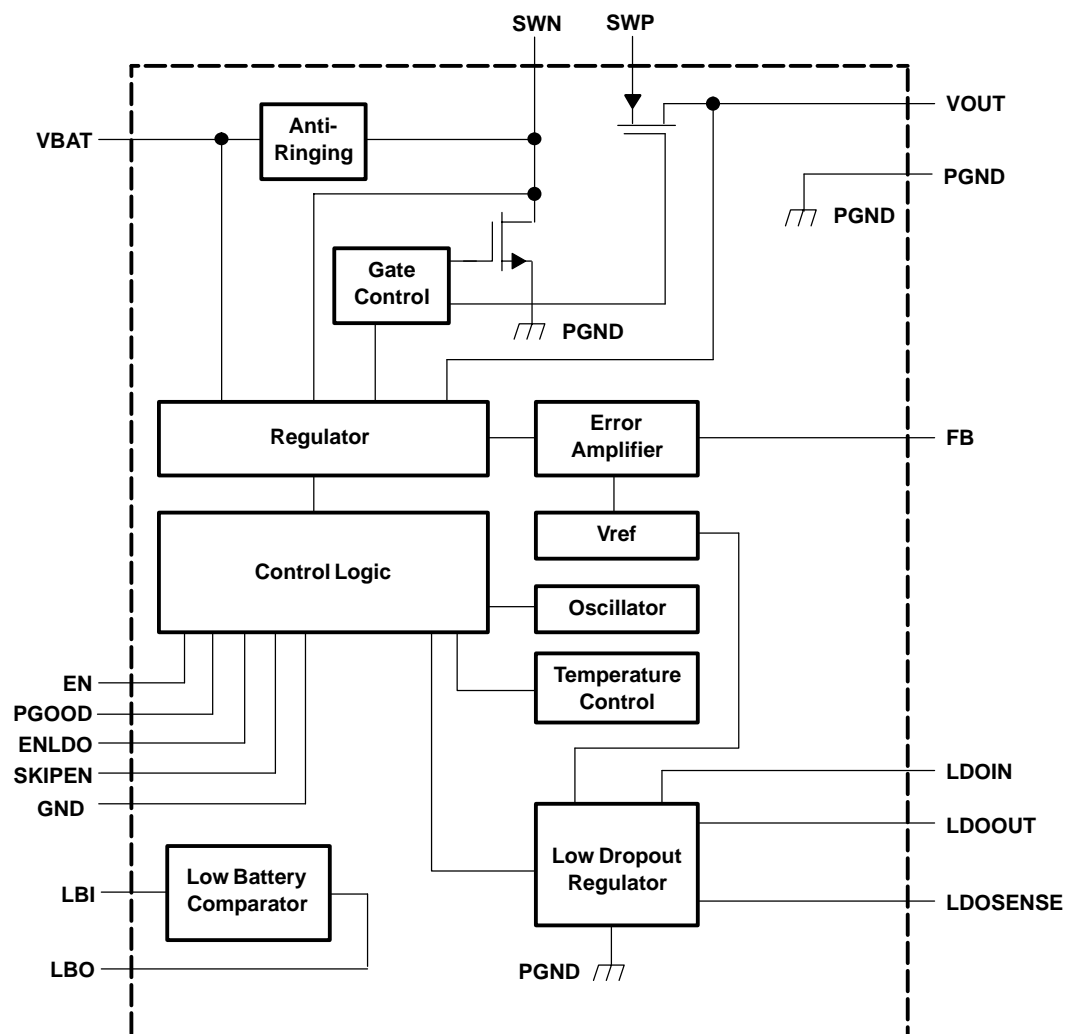 SWN
SWP
VBAT
Anti-
Ringing
VOUT
PGND
PGND
Gate
Control
PGND
Regulator
Error
Amplifier
FB
Vref
Control Logic
Oscillator
Temperature
Control
EN
PGOOD
ENLDO
SKIPEN
GND
LDOIN
LDOOUT
Low Dropout
Regulator
LDOSENSE
Low Battery
Comparator
LBI
LBO
PGND